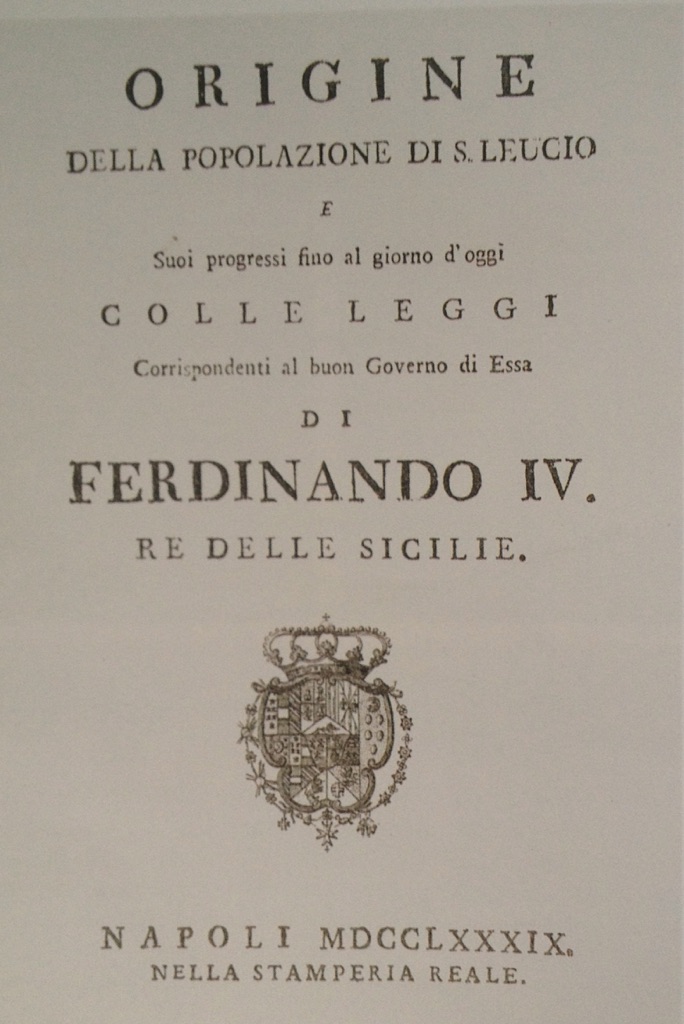 ORIGINE
DELLA POPOLAZIONE DI S. LEUCIO
E
Suoi progressi fino al giorno d'oggi
COLLE LEGGI
Corrispondenti al buon Governo di Essa
DI
FERDINANDO IV.
RE DELLE SICILIE.
NAPOLI MDCCLXXXIX.
NELLA STAMPERIA REALE.